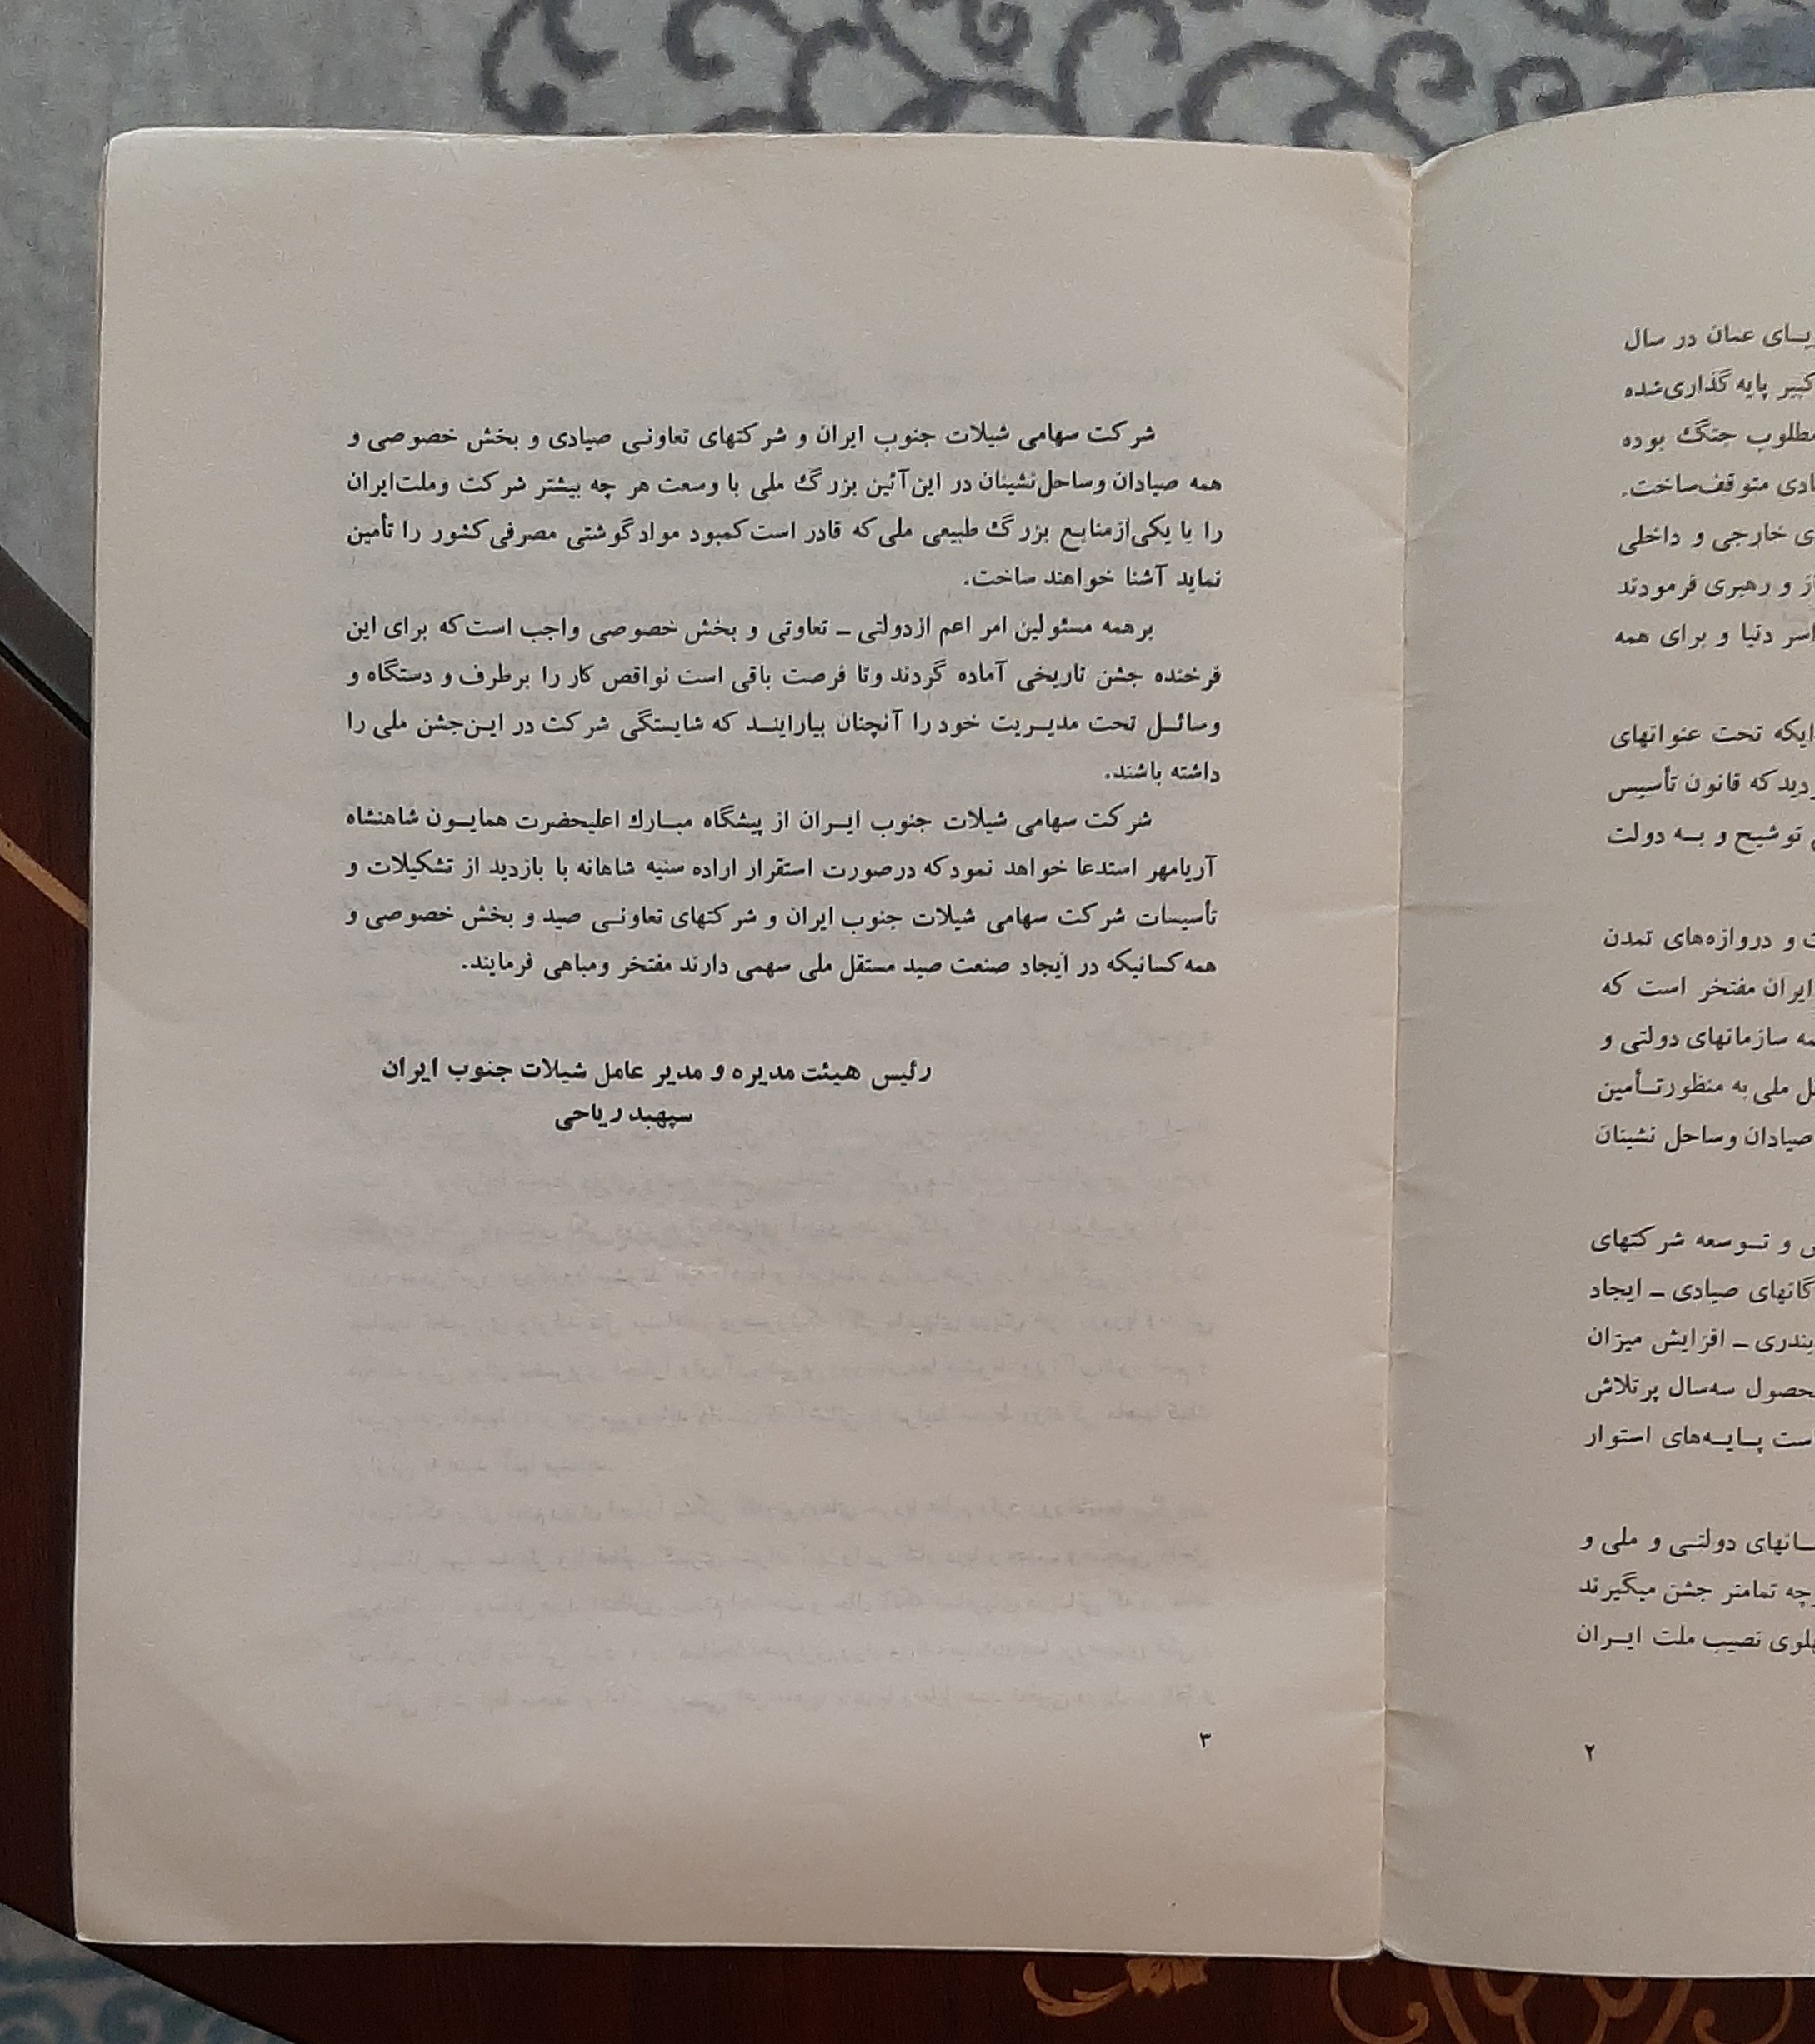 شرکت سهامی شیلات جنوب ایران و شرکتهای تعاونی صیادی و بخش خصوصی و
همه صیادان وساحل‌نشینان در این‌آئین بزرگ ملی با وسعت هر چه بیشتر شرکت وملت‌ایران
را با یکی‌ازمنابع بزرگ طبیعی ملی‌که قادر است‌کمبود موادگوشتی مصرفی‌کشور را تأمین
نماید آشنا خواهند ساخت.
برهمه مسئولین امر اعم ازدولتی ـ تعاونی و بخش خصوصی واجب است‌که برای این
فرخنده جشن تاریخی آماده گردند وتا فرصت باقی است نواقص کار را برطرف و دستگاه و
وسائل تحت مدیریت خود را آنچنان بیارایند که شایستگی شرکت در این‌جشن ملی را
داشته باشند.
شرکت سهامی شیلات جنوب ایران از پیشگاه مبارك اعلیحضرت همایون شاهنشاه
آریامهر استدعا خواهد نمودکه درصورت استقرار اراده سنیه شاهانه با بازدید از تشکیلات و
تأسیسات شرکت سهامی شیلات جنوب ایران و شرکتهای تعاونی صید و بخش خصوصی و
همه‌کسانیکه در ایجاد صنعت صید مستقل ملی سهمی دارند مفتخر ومباهی فرمایند.
رئیس هیئت مدیره و مدیر عامل شیلات جنوب ایران
سپهبد ریاحی
۳
عمان در سال
پایه گذاری‌شده
جنگ بوده
متوقف‌ساخت.
خارجی و داخلی
و رهبری فرمودند
دنیا و برای همه
تحت عنوانهای
که قانون تأسیس
توشیح و به دولت
و دروازه‌های تمدن
ایران مفتخر است که
سازمانهای دولتی و
ملی به منظورتأمین
صیادان وساحل نشینان
و توسعه شرکتهای
صیادی ـ ایجاد
بندری ـ افزایش میزان
سه‌سال پرتلاش
پایه‌های استوار
دولتی و ملی و
تمامتر جشن میگیرند
نصیب ملت ایران
۲